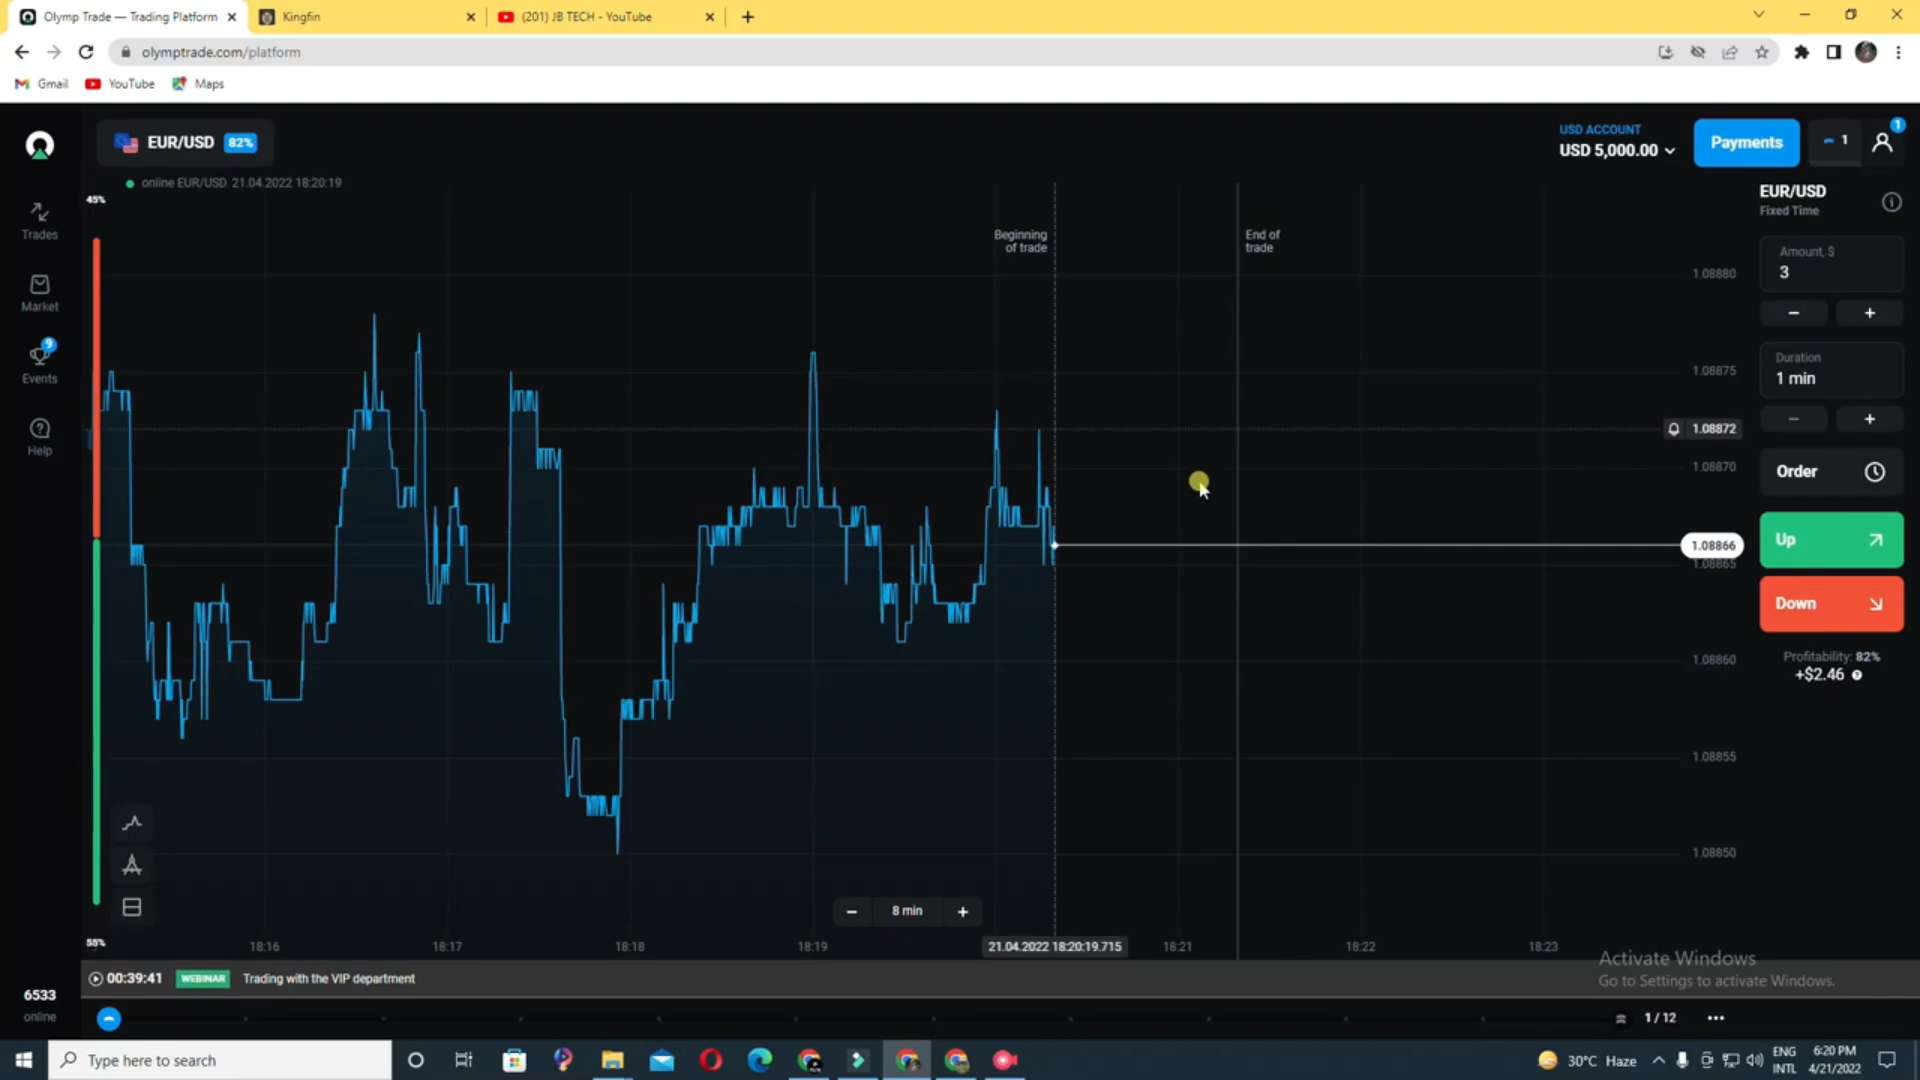 Olymp Trade — Trading Platform
Kingfin
(201) JB TECH - YouTube
olymptrade.com/platform
Gmail
YouTube
Maps
EUR/USD 82%
USD ACCOUNT
USD 5,000.00
Payments
1
1
online EUR/USD 21.04.2022 18:20:19
45%
Trades
Market
9
Events
Help
Beginning
of trade
End of
trade
1.08880
1.08875
1.08872
1.08870
1.08866
1.08865
1.08860
1.08855
1.08850
EUR/USD
Fixed Time
Amount, $
3
Duration
1 min
Order
Up
Down
Profitability: 82%
+$2.46
8 min
55%
18:16
18:17
18:18
18:19
21.04.2022 18:20:19.715
18:21
18:22
18:23
Activate Windows
Go to Settings to activate Windows.
00:39:41 WEBINAR Trading with the VIP department
6533
online
1 / 12
Type here to search
30°C Haze
ENG
INTL
6:20 PM
4/21/2022